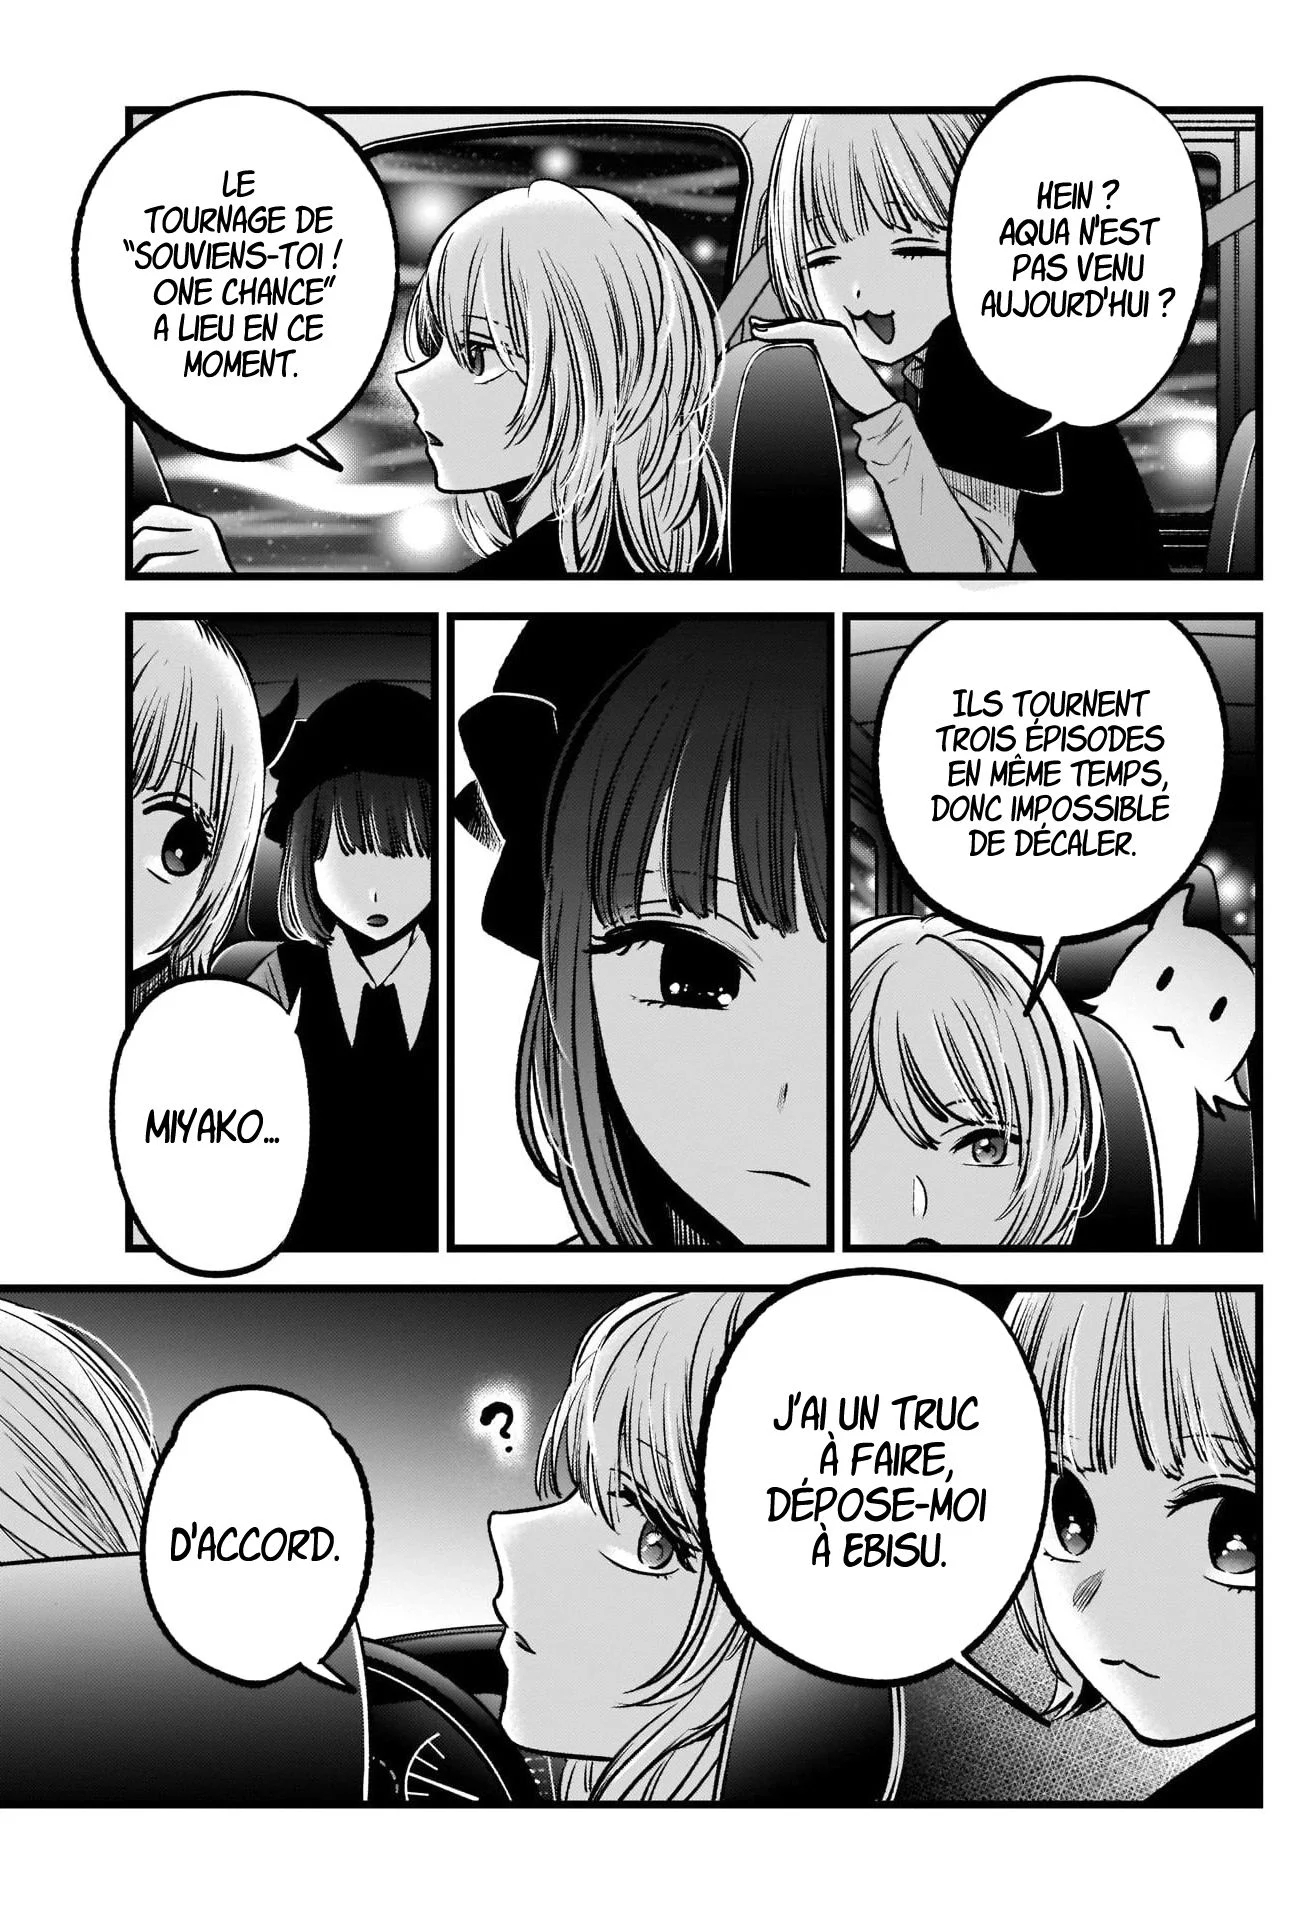 HEIN ?
AQUA N'EST
PAS VENU
AUJOURD'HUI ?
LE
TOURNAGE DE
"SOUVIENS-TOI !
ONE CHANCE"
A LIEU EN CE
MOMENT.
ILS TOURNENT
TROIS ÉPISODES
EN MÊME TEMPS,
DONC IMPOSSIBLE
DE DÉCALER.
MIYAKO...
J'AI UN TRUC
À FAIRE,
DÉPOSE-MOI
À EBISU.
?
D'ACCORD.